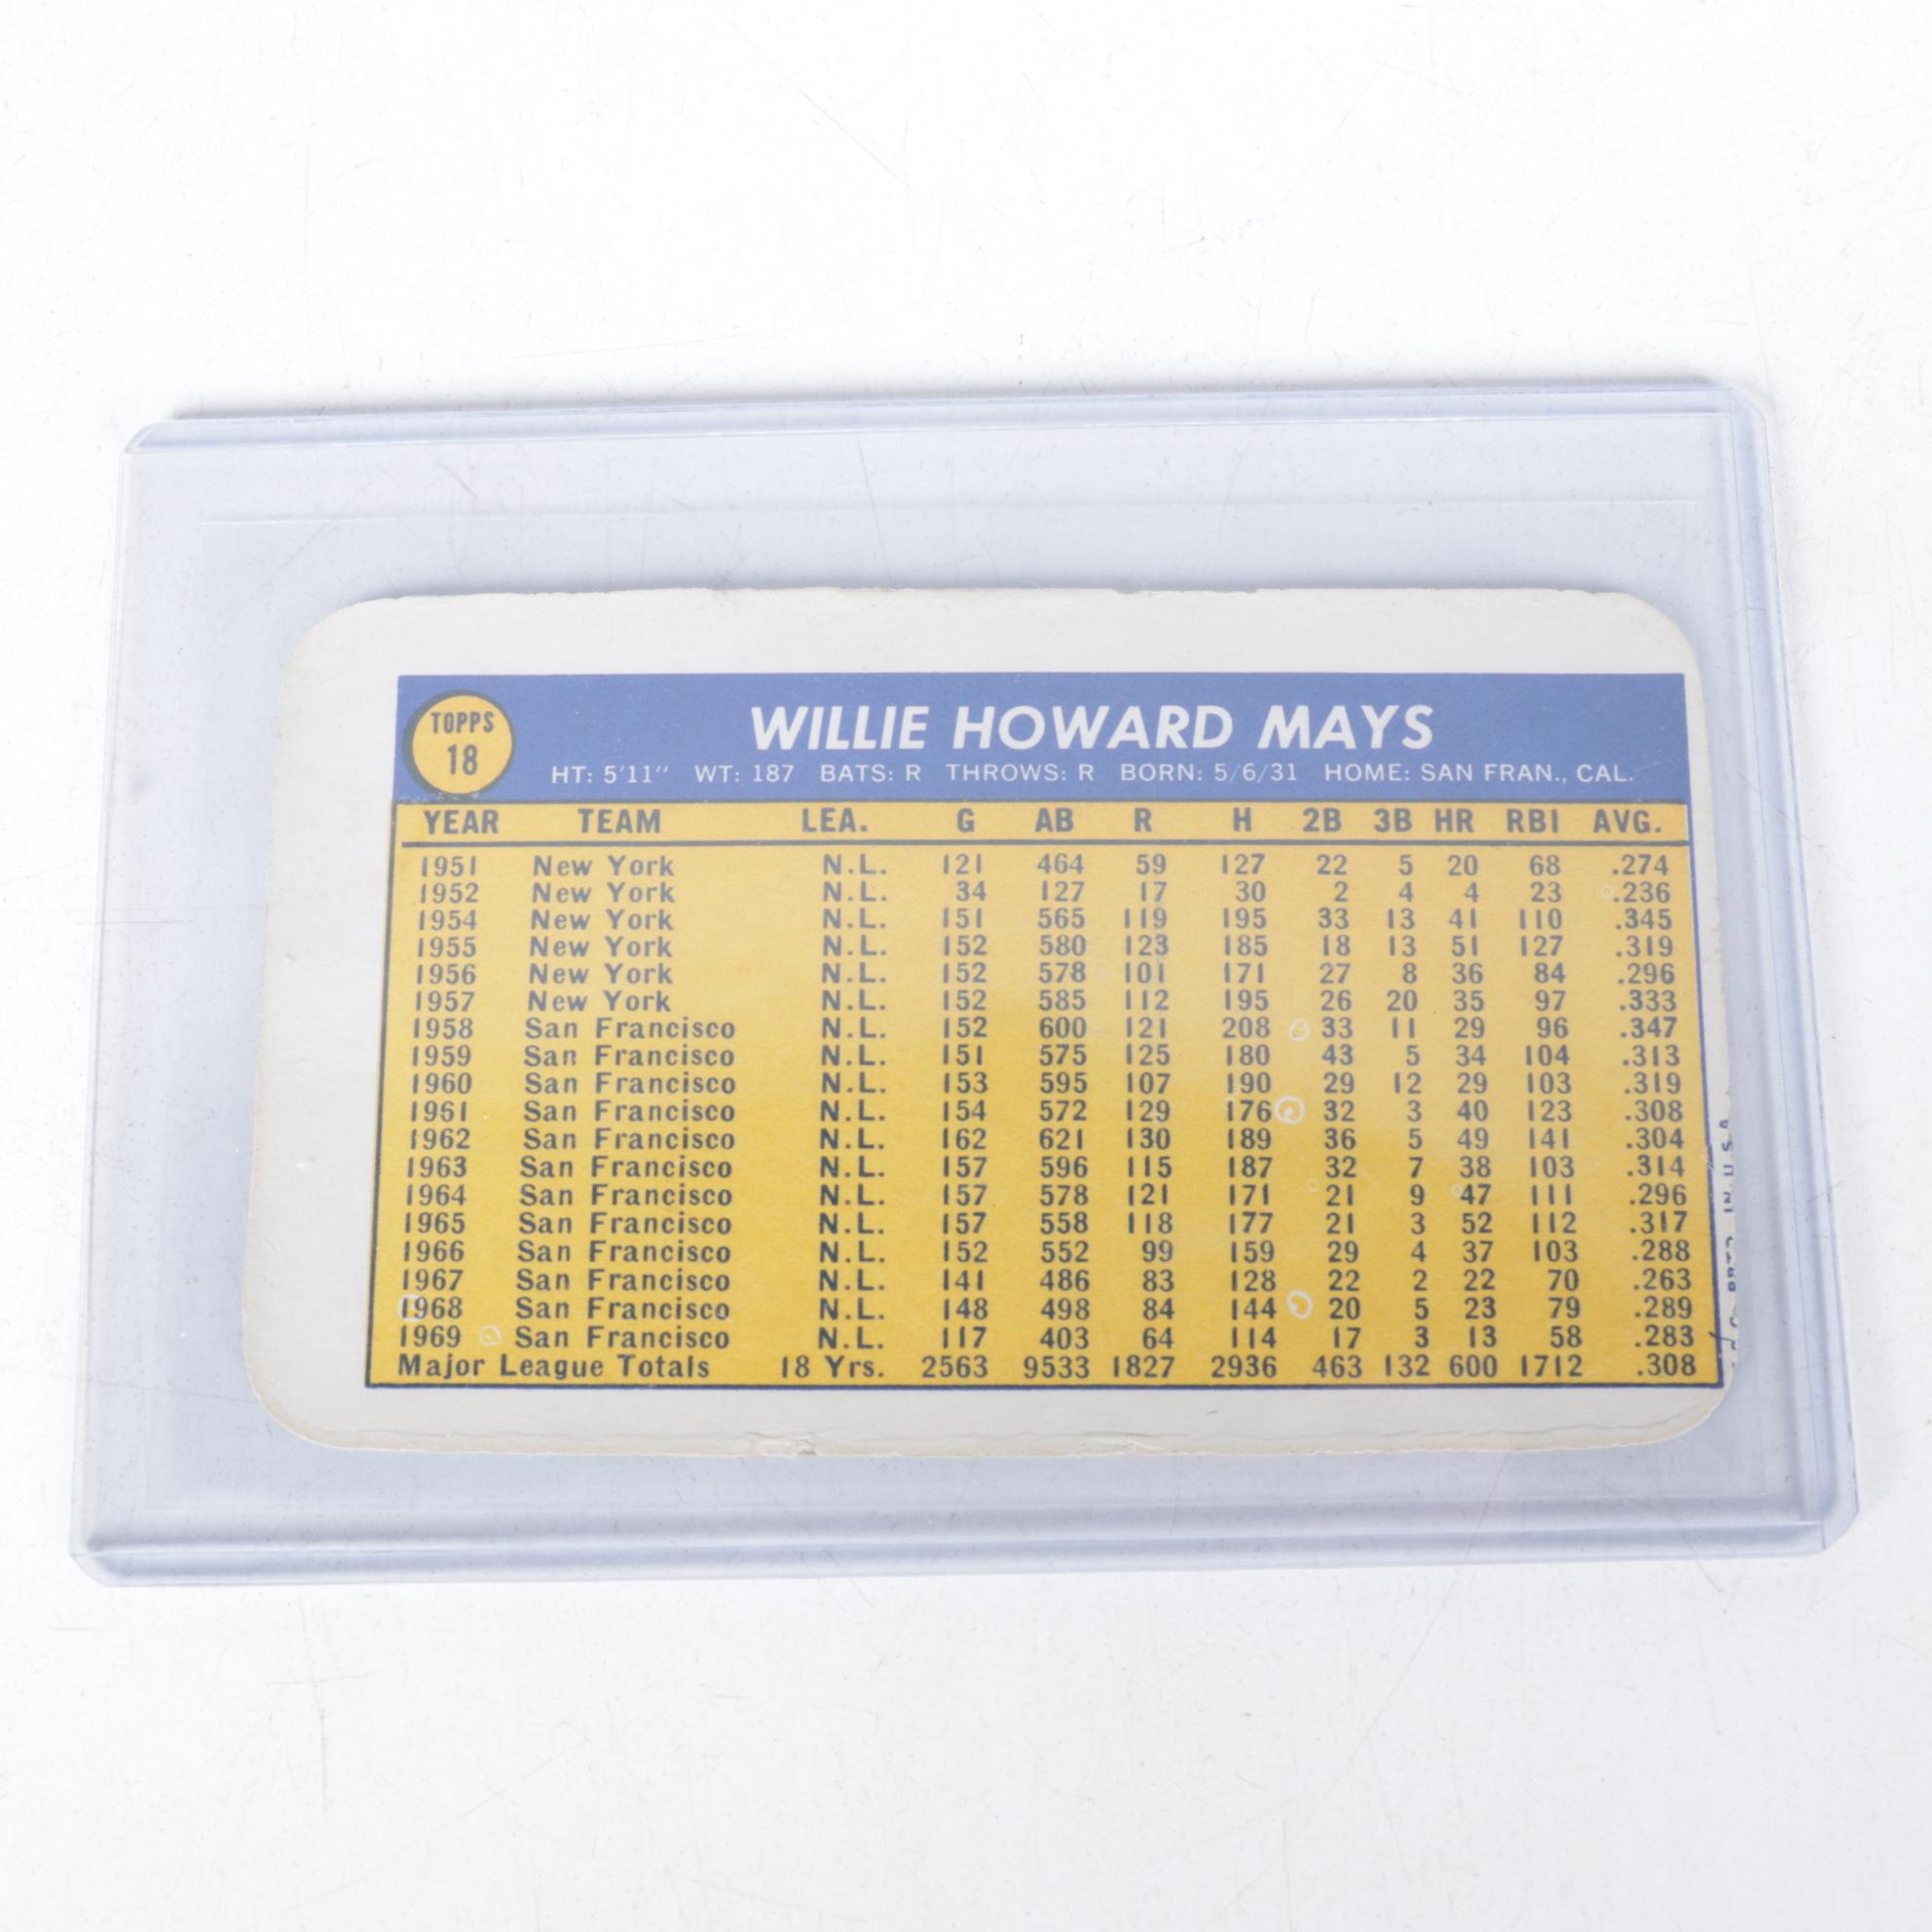 TOPPS
18
WILLIE HOWARD MAYS
HT: 5'11" WT: 187 BATS: R THROWS: R BORN: 5/6/31 HOME: SAN FRAN., CAL.
YEAR TEAM LEA. G AB R H 2B 3B HR RBI AVG.
1951 New York N.L. 121 464 59 127 22 5 20 68 .274
1952 New York N.L. 34 127 17 30 2 4 4 23 .236
1954 New York N.L. 151 565 119 195 33 13 41 110 .345
1955 New York N.L. 152 580 123 185 18 13 51 127 .319
1956 New York N.L. 152 578 101 171 27 8 36 84 .296
1957 New York N.L. 152 585 112 195 26 20 35 97 .333
1958 San Francisco N.L. 152 600 121 208 33 11 29 96 .347
1959 San Francisco N.L. 151 575 125 180 43 5 34 104 .313
1960 San Francisco N.L. 153 595 107 190 29 12 29 103 .319
1961 San Francisco N.L. 154 572 129 176 32 3 40 123 .308
1962 San Francisco N.L. 162 621 130 189 36 5 49 141 .304
1963 San Francisco N.L. 157 596 115 187 32 7 38 103 .314
1964 San Francisco N.L. 157 578 121 171 21 9 47 111 .296
1965 San Francisco N.L. 157 558 118 177 21 3 52 112 .317
1966 San Francisco N.L. 152 552 99 159 29 4 37 103 .288
1967 San Francisco N.L. 141 486 83 128 22 2 22 70 .263
1968 San Francisco N.L. 148 498 84 144 20 5 23 79 .289
1969 San Francisco N.L. 117 403 64 114 17 3 13 58 .283
Major League Totals 18 Yrs. 2563 9533 1827 2936 463 132 600 1712 .308
IN U.S.A.